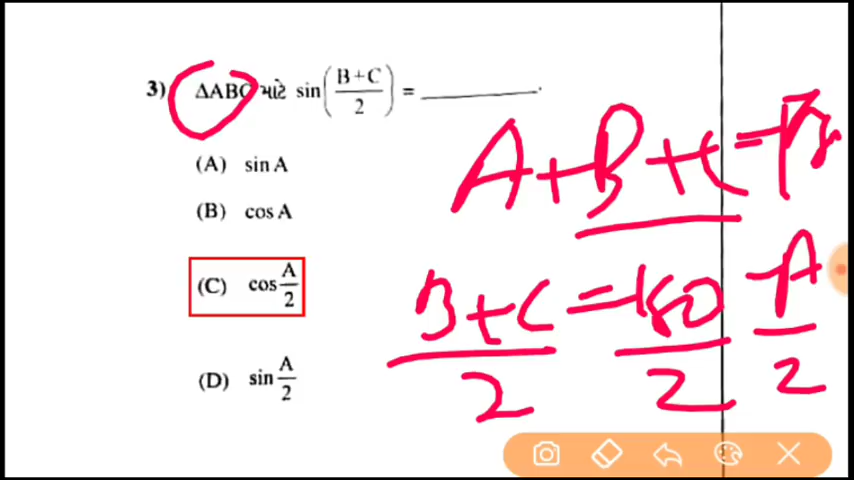 3) ΔABC માટે sin((B+C)/2) = ________.
(A) sin A
(B) cos A
(C) cos A/2
(D) sin A/2
A+B+C=
B+C/2 = 180/2 - A/2